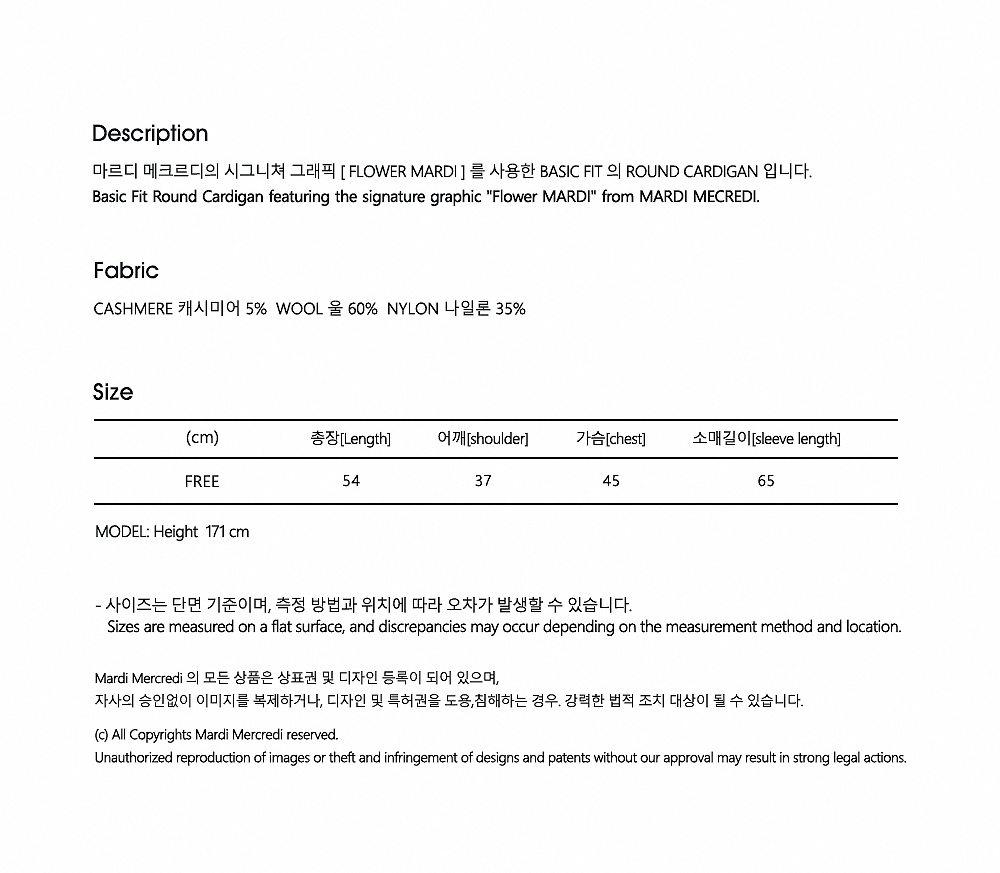 Description
마르디 메크르디의 시그니쳐 그래픽 [ FLOWER MARDI ] 를 사용한 BASIC FIT 의 ROUND CARDIGAN 입니다.
Basic Fit Round Cardigan featuring the signature graphic "Flower MARDI" from MARDI MECREDI.
Fabric
CASHMERE 캐시미어 5% WOOL 울 60% NYLON 나일론 35%
Size
(cm) 총장[Length] 어깨[shoulder] 가슴[chest] 소매길이[sleeve length]
FREE 54 37 45 65
MODEL: Height 171 cm
- 사이즈는 단면 기준이며, 측정 방법과 위치에 따라 오차가 발생할 수 있습니다.
Sizes are measured on a flat surface, and discrepancies may occur depending on the measurement method and location.
Mardi Mercredi 의 모든 상품은 상표권 및 디자인 등록이 되어 있으며,
자사의 승인없이 이미지를 복제하거나, 디자인 및 특허권을 도용,침해하는 경우. 강력한 법적 조치 대상이 될 수 있습니다.
(c) All Copyrights Mardi Mercredi reserved.
Unauthorized reproduction of images or theft and infringement of designs and patents without our approval may result in strong legal actions.